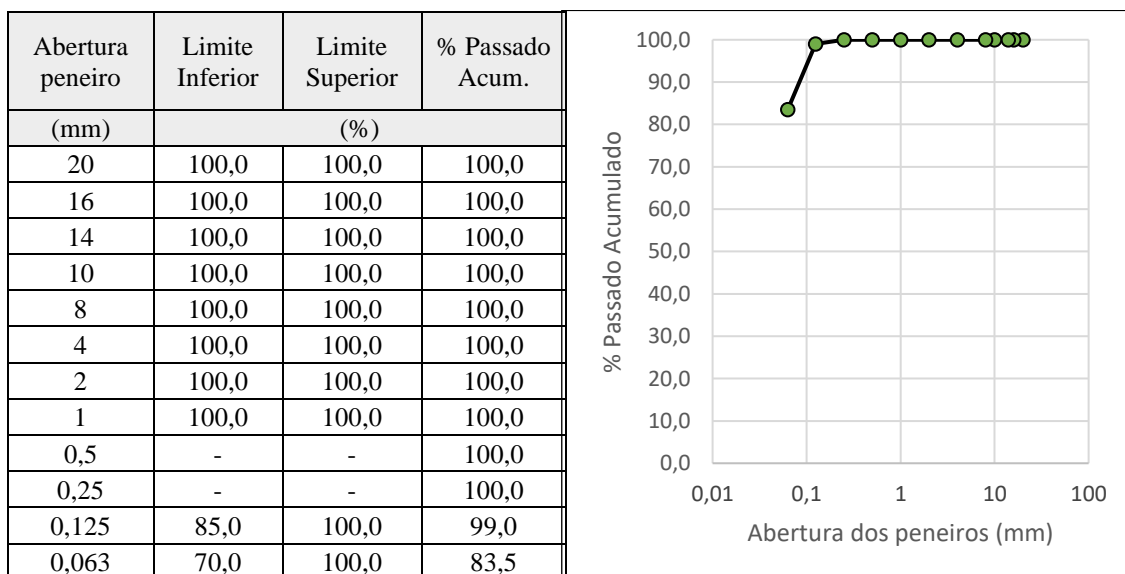 Abertura peneiro Limite Inferior Limite Superior % Passado Acum.
(mm) (%)
20 100,0 100,0 100,0
16 100,0 100,0 100,0
14 100,0 100,0 100,0
10 100,0 100,0 100,0
8 100,0 100,0 100,0
4 100,0 100,0 100,0
2 100,0 100,0 100,0
1 100,0 100,0 100,0
0,5 - - 100,0
0,25 - - 100,0
0,125 85,0 100,0 99,0
0,063 70,0 100,0 83,5
% Passado Acumulado
100,0
90,0
80,0
70,0
60,0
50,0
40,0
30,0
20,0
10,0
0,0
0,01 0,1 1 10 100
Abertura dos peneiros (mm)